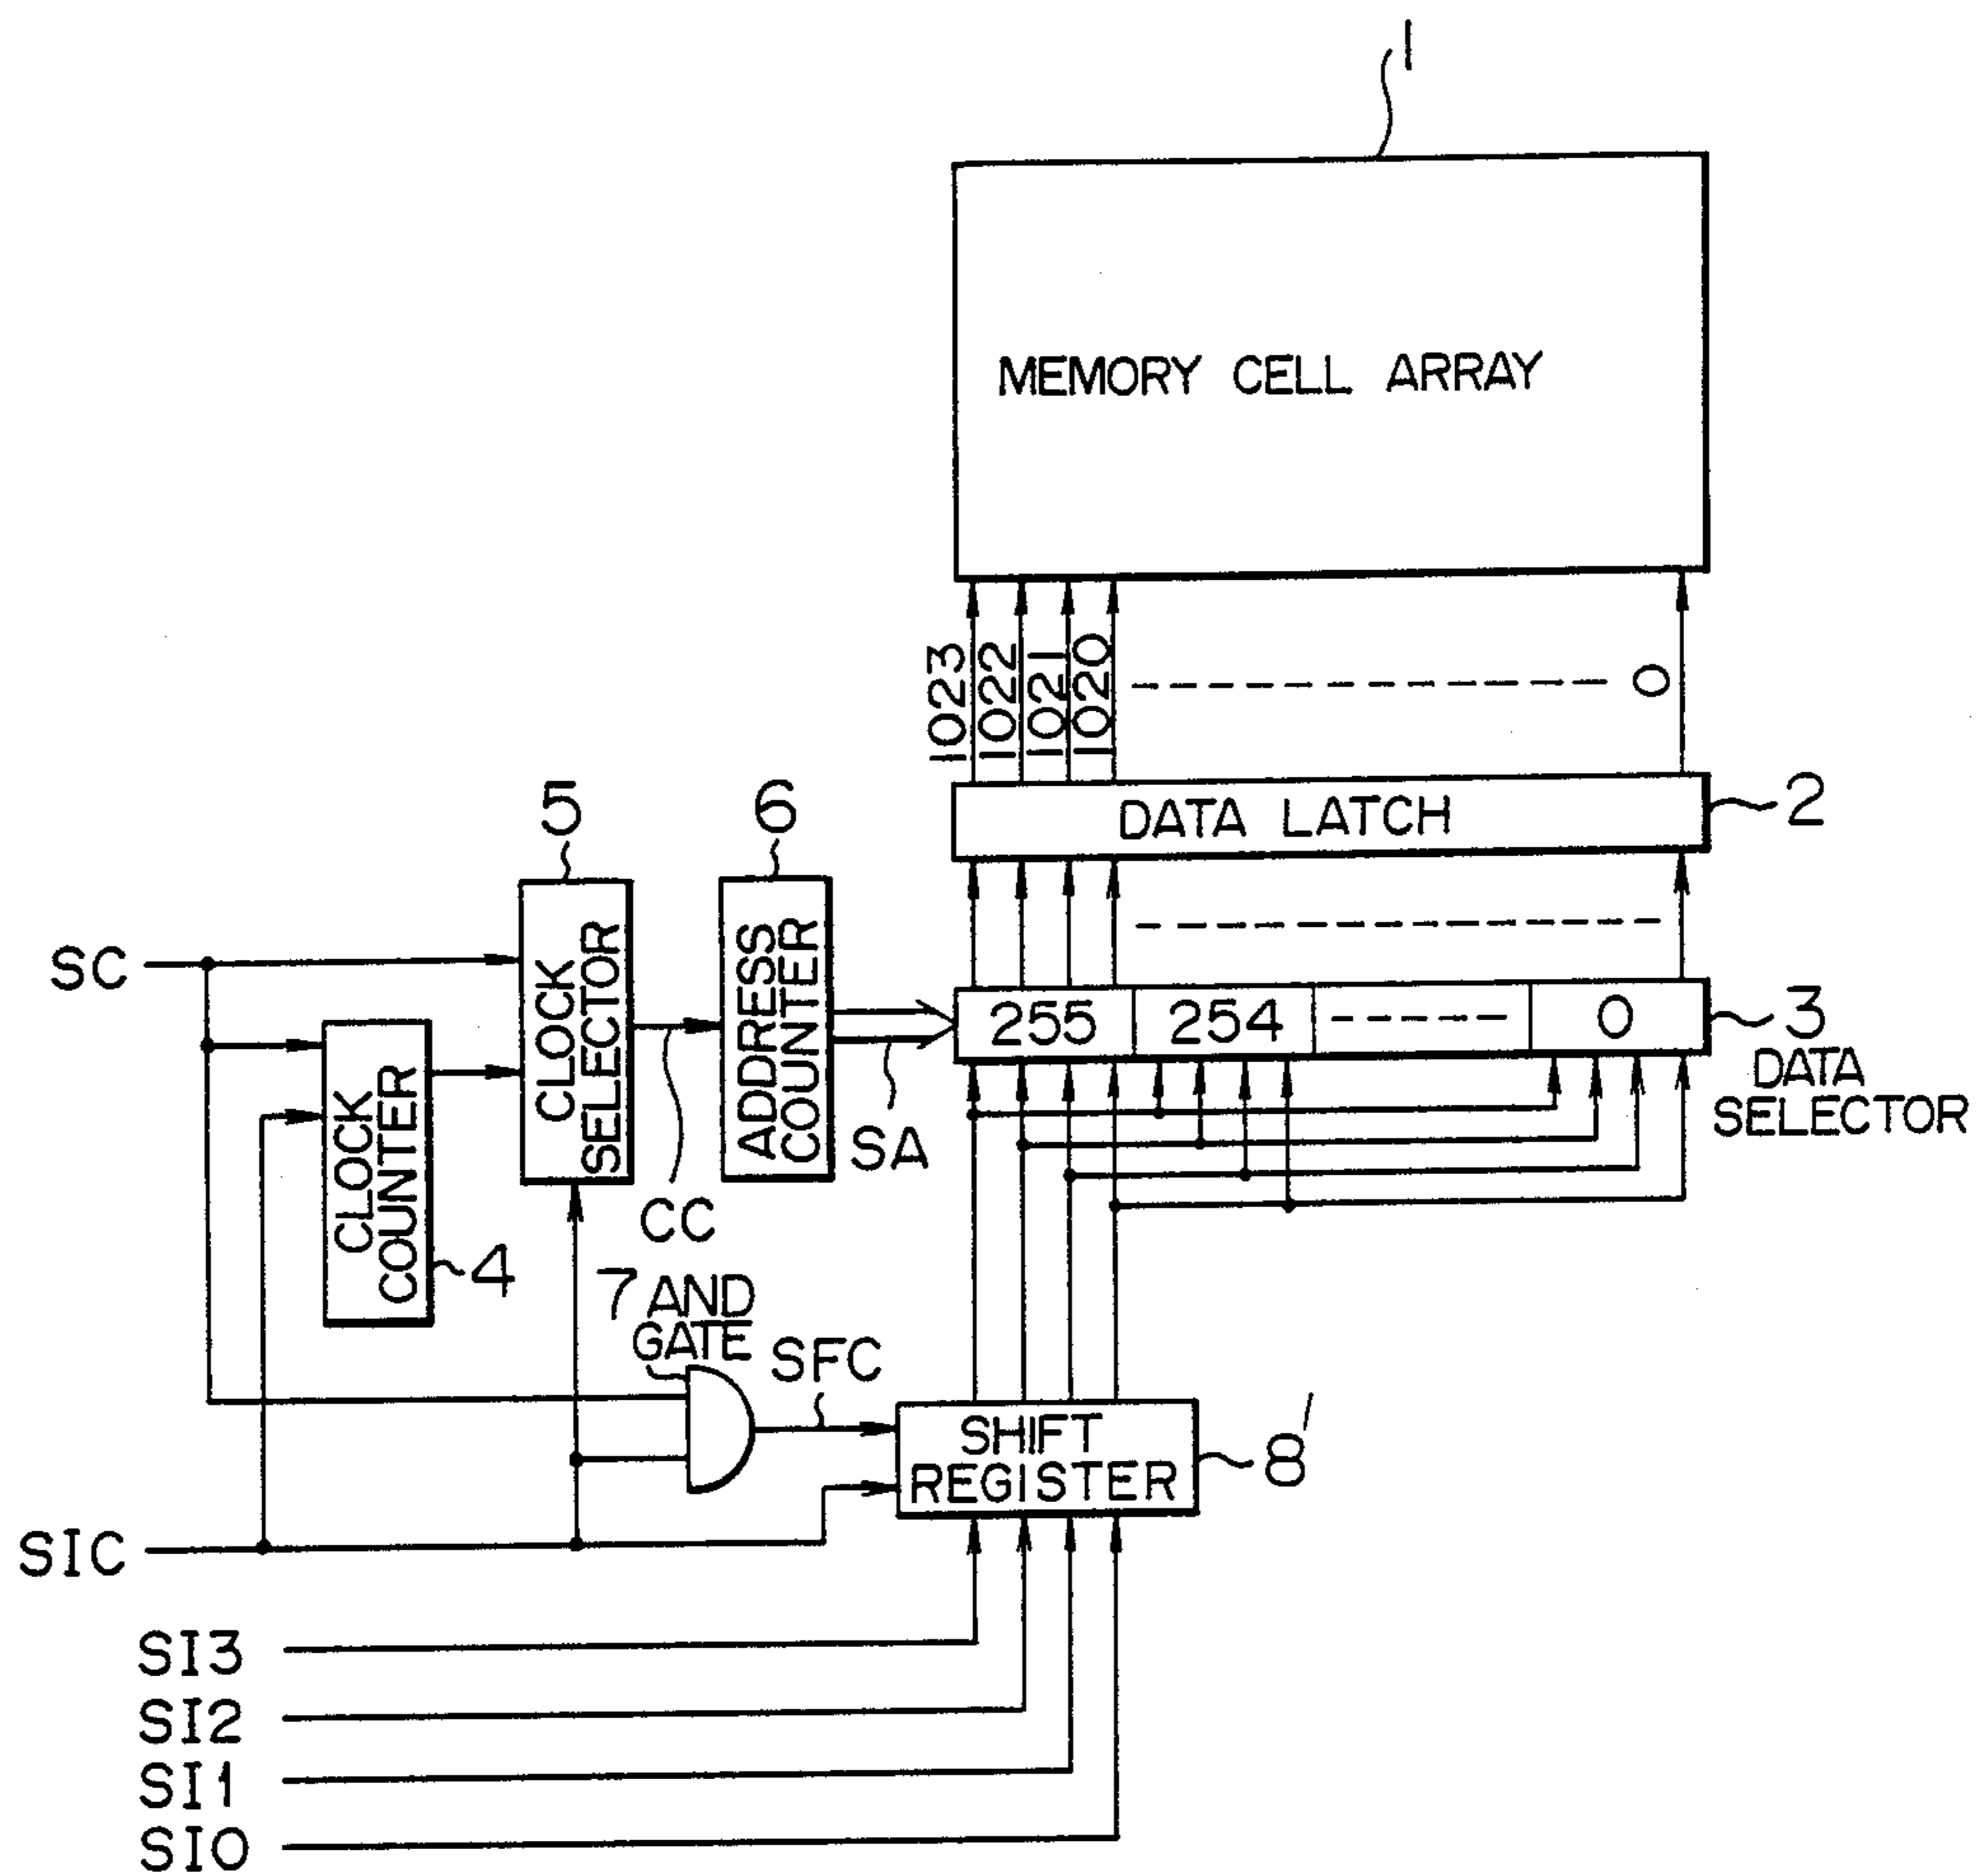 1
MEMORY CELL ARRAY
1023
1022
1021
1020
0
DATA LATCH
2
5
6
SC
CLOCK
SELECTOR
ADDRESS
COUNTER
255 254 0
3
DATA
SELECTOR
CLOCK
COUNTER
4
CC
SA
7 AND
GATE
SFC
SHIFT
REGISTER
8'
SIC
SI3
SI2
SI1
SI0